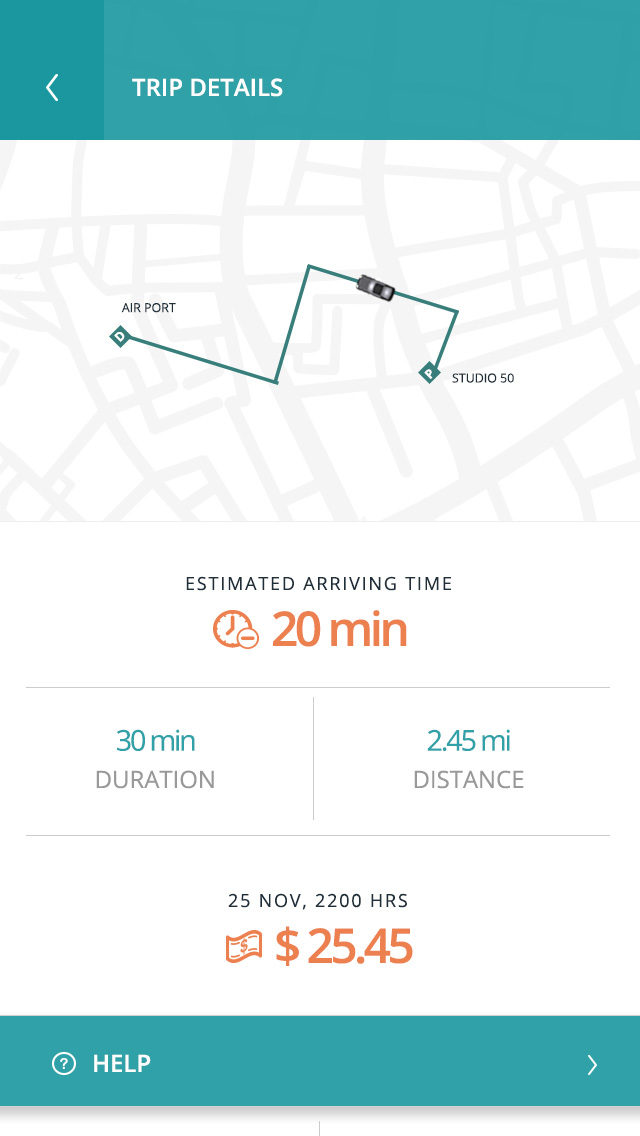 TRIP DETAILS
AIR PORT
D
P
STUDIO 50
ESTIMATED ARRIVING TIME
20 min
30 min
DURATION
2.45 mi
DISTANCE
25 NOV, 2200 HRS
$
$ 25.45
? HELP